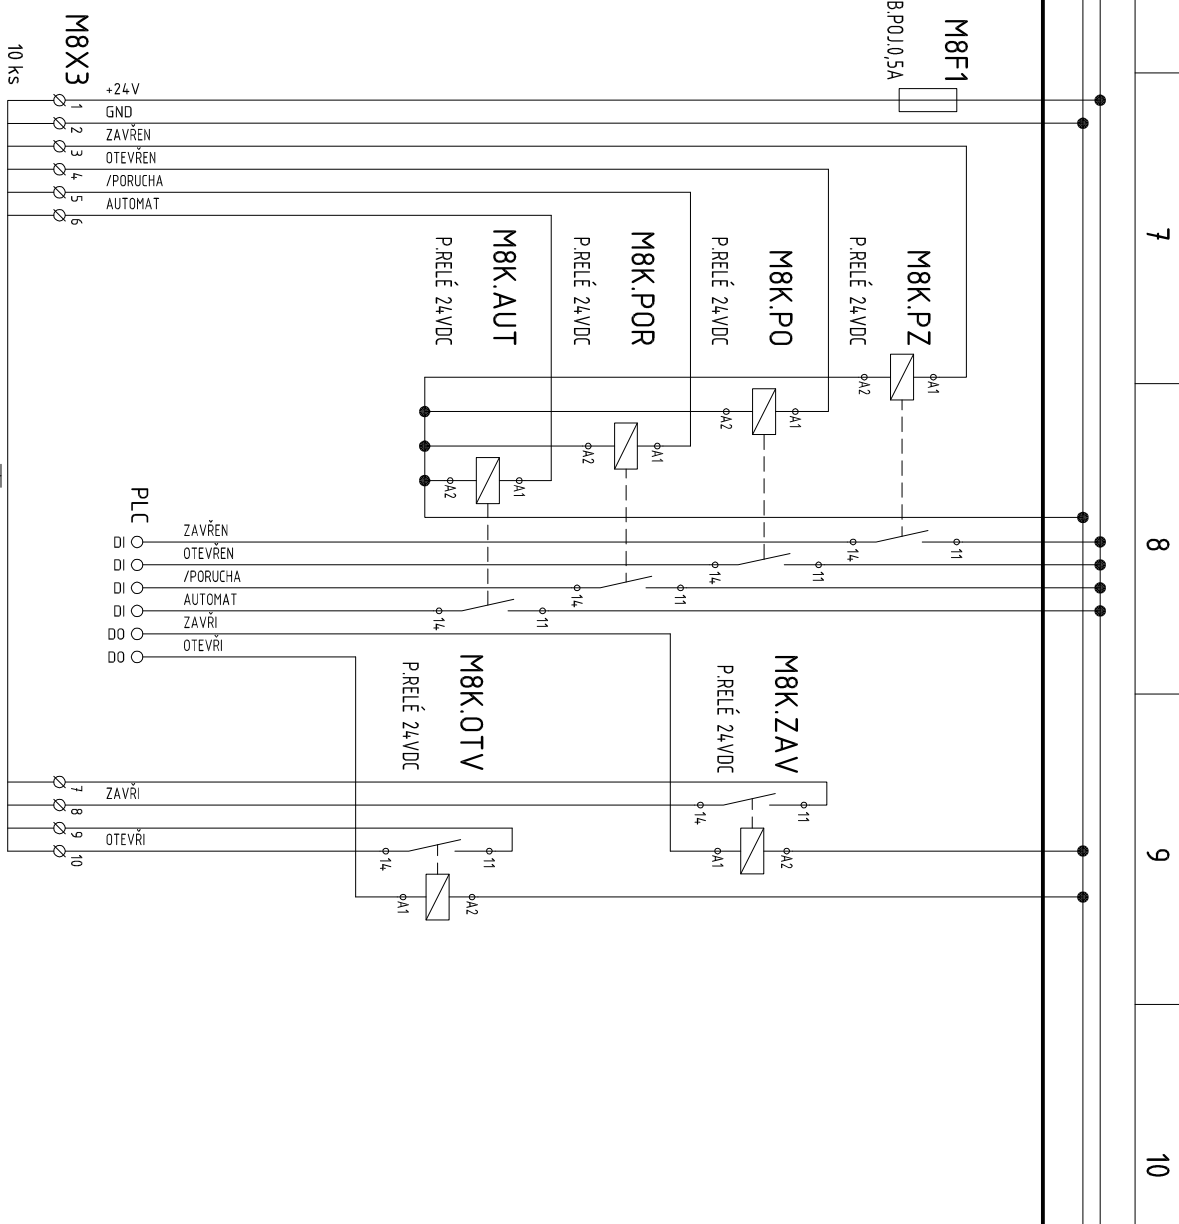 M8F1
B.POJ.0,5A
7
8
9
10
M8X3
10 ks
+24V
1
GND
2
ZAVŘEN
3
OTEVŘEN
4
/PORUCHA
5
AUTOMAT
6
M8K.PZ
P.RELÉ 24VDC
A1
A2
M8K.PO
P.RELÉ 24VDC
A1
A2
M8K.POR
P.RELÉ 24VDC
A1
A2
M8K.AUT
P.RELÉ 24VDC
A1
A2
PLC
DI
ZAVŘEN
14
11
DI
OTEVŘEN
14
11
DI
/PORUCHA
14
11
DI
AUTOMAT
14
11
DO
ZAVŘI
DO
OTEVŘI
M8K.ZAV
P.RELÉ 24VDC
14
11
A1
A2
M8K.OTV
P.RELÉ 24VDC
14
11
A1
A2
7
ZAVŘI
8
9
OTEVŘI
10